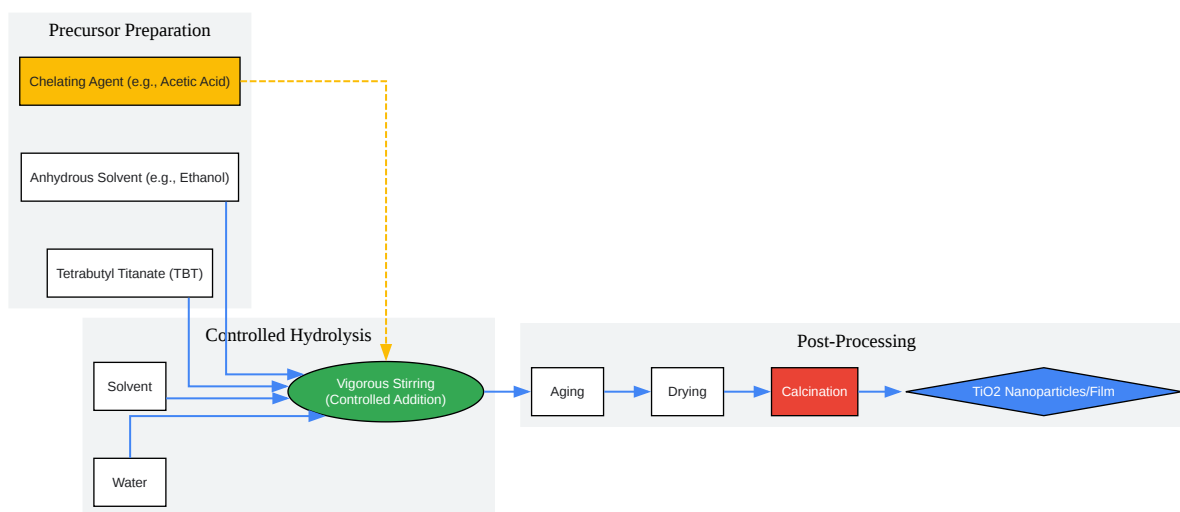 Precursor Preparation
Chelating Agent (e.g., Acetic Acid)
Anhydrous Solvent (e.g., Ethanol)
Tetrabutyl Titanate (TBT)
Controlled Hydrolysis
Solvent
Water
Vigorous Stirring
(Controlled Addition)
Post-Processing
Aging
Drying
Calcination
TiO2 Nanoparticles/Film